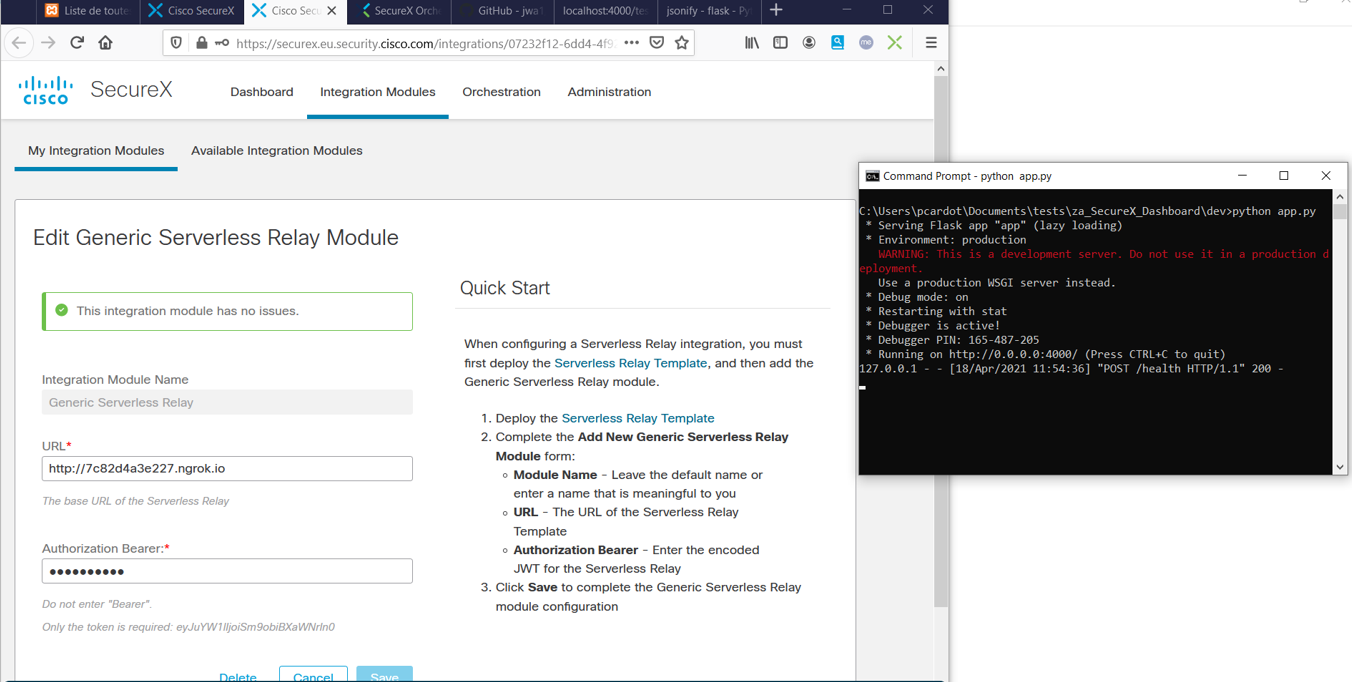 Liste de toute
Cisco SecureX
Cisco Secu
SecureX Orche
GitHub - jwa1
localhost:4000/tes
jsonify - flask - Py
https://securex.eu.security.cisco.com/integrations/07232f12-6dd4-4f9
CISCO
SecureX
Dashboard
Integration Modules
Orchestration
Administration
My Integration Modules
Available Integration Modules
Edit Generic Serverless Relay Module
This integration module has no issues.
Integration Module Name
Generic Serverless Relay
URL*
http://7c82d4a3e227.ngrok.io
The base URL of the Serverless Relay
Authorization Bearer:*
Do not enter "Bearer".
Only the token is required: eyJuYW1lIjoiSm9obiBXaWNrIn0
Delete
Cancel
Save
Quick Start
When configuring a Serverless Relay integration, you must
first deploy the Serverless Relay Template, and then add the
Generic Serverless Relay module.
1. Deploy the Serverless Relay Template
2. Complete the Add New Generic Serverless Relay
Module form:
Module Name - Leave the default name or
enter a name that is meaningful to you
URL - The URL of the Serverless Relay
Template
Authorization Bearer - Enter the encoded
JWT for the Serverless Relay
3. Click Save to complete the Generic Serverless Relay
module configuration
Command Prompt - python app.py
C:\Users\pcardot\Documents\tests\za_SecureX_Dashboard\dev>python app.py
* Serving Flask app "app" (lazy loading)
* Environment: production
WARNING: This is a development server. Do not use it in a production d
eployment.
Use a production WSGI server instead.
* Debug mode: on
* Restarting with stat
* Debugger is active!
* Debugger PIN: 165-487-205
* Running on http://0.0.0.0:4000/ (Press CTRL+C to quit)
127.0.0.1 - - [18/Apr/2021 11:54:36] "POST /health HTTP/1.1" 200 -